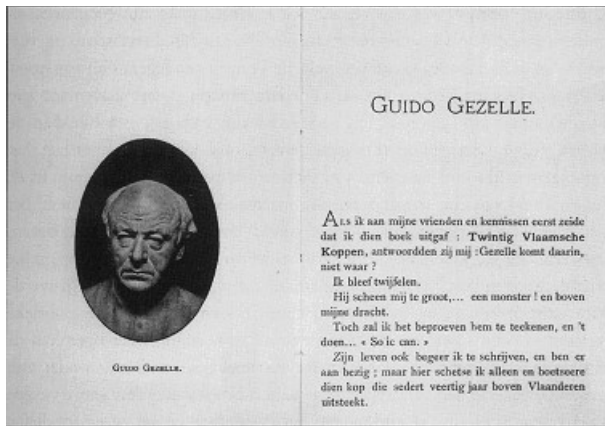 GUIDO GEZELLE.
GUIDO GEZELLE.
ALS ik aan mijne vrienden en kennissen eerst zeide
dat ik dien boek uitgaf : Twintig Vlaamsche
Koppen, antwoordden zij mij : Gezelle komt daarin,
niet waar ?
Ik bleef twijfelen.
Hij scheen mij te groot,... een monster ! en boven
mijne dracht.
Toch zal ik het beproeven hem te teekenen, en 't
doen... « So ic can. »
Zijn leven ook begeer ik te schrijven, en ben er
aan bezig ; maar hier schetse ik alleen en bootseere
dien kop die sedert veertig jaar boven Vlaanderen
uitsteekt.